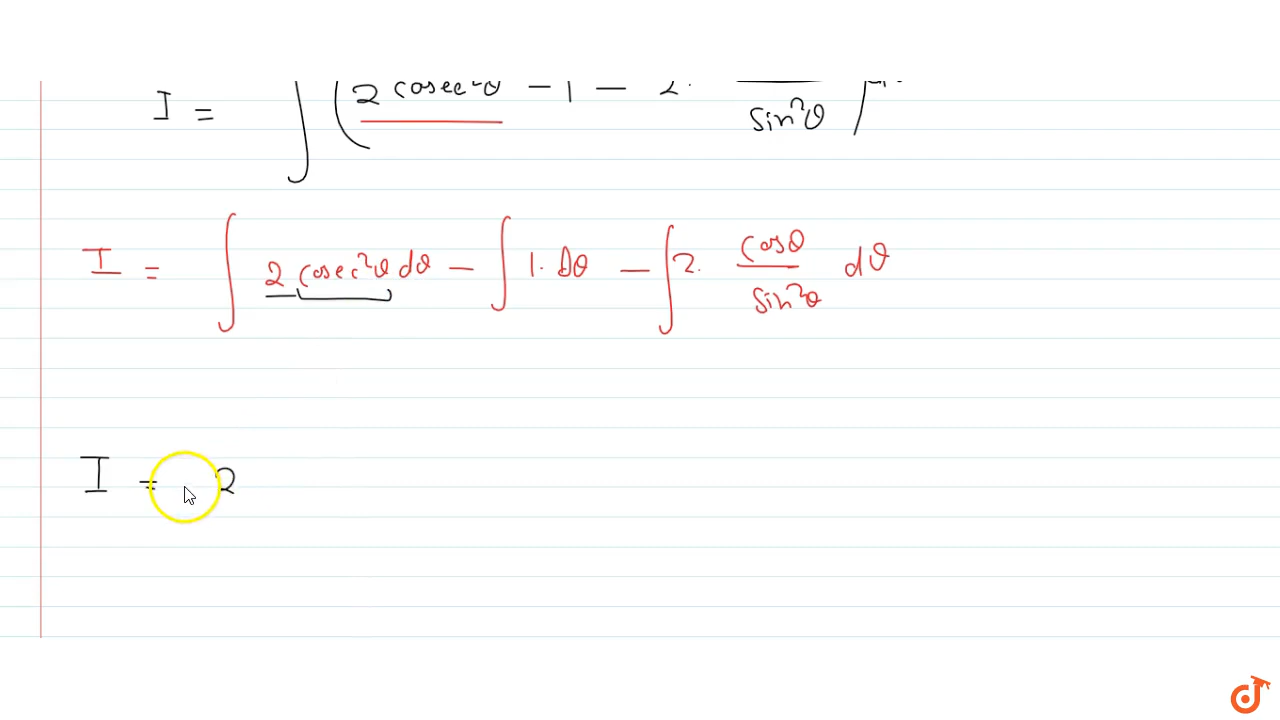 I = ∫ ( 2 cosec²θ - 1 - 2. / sin²θ )
I = ∫ 2 cosec²θ dθ - ∫ 1. dθ - ∫ 2. cosθ / sin²θ dθ
I = 2